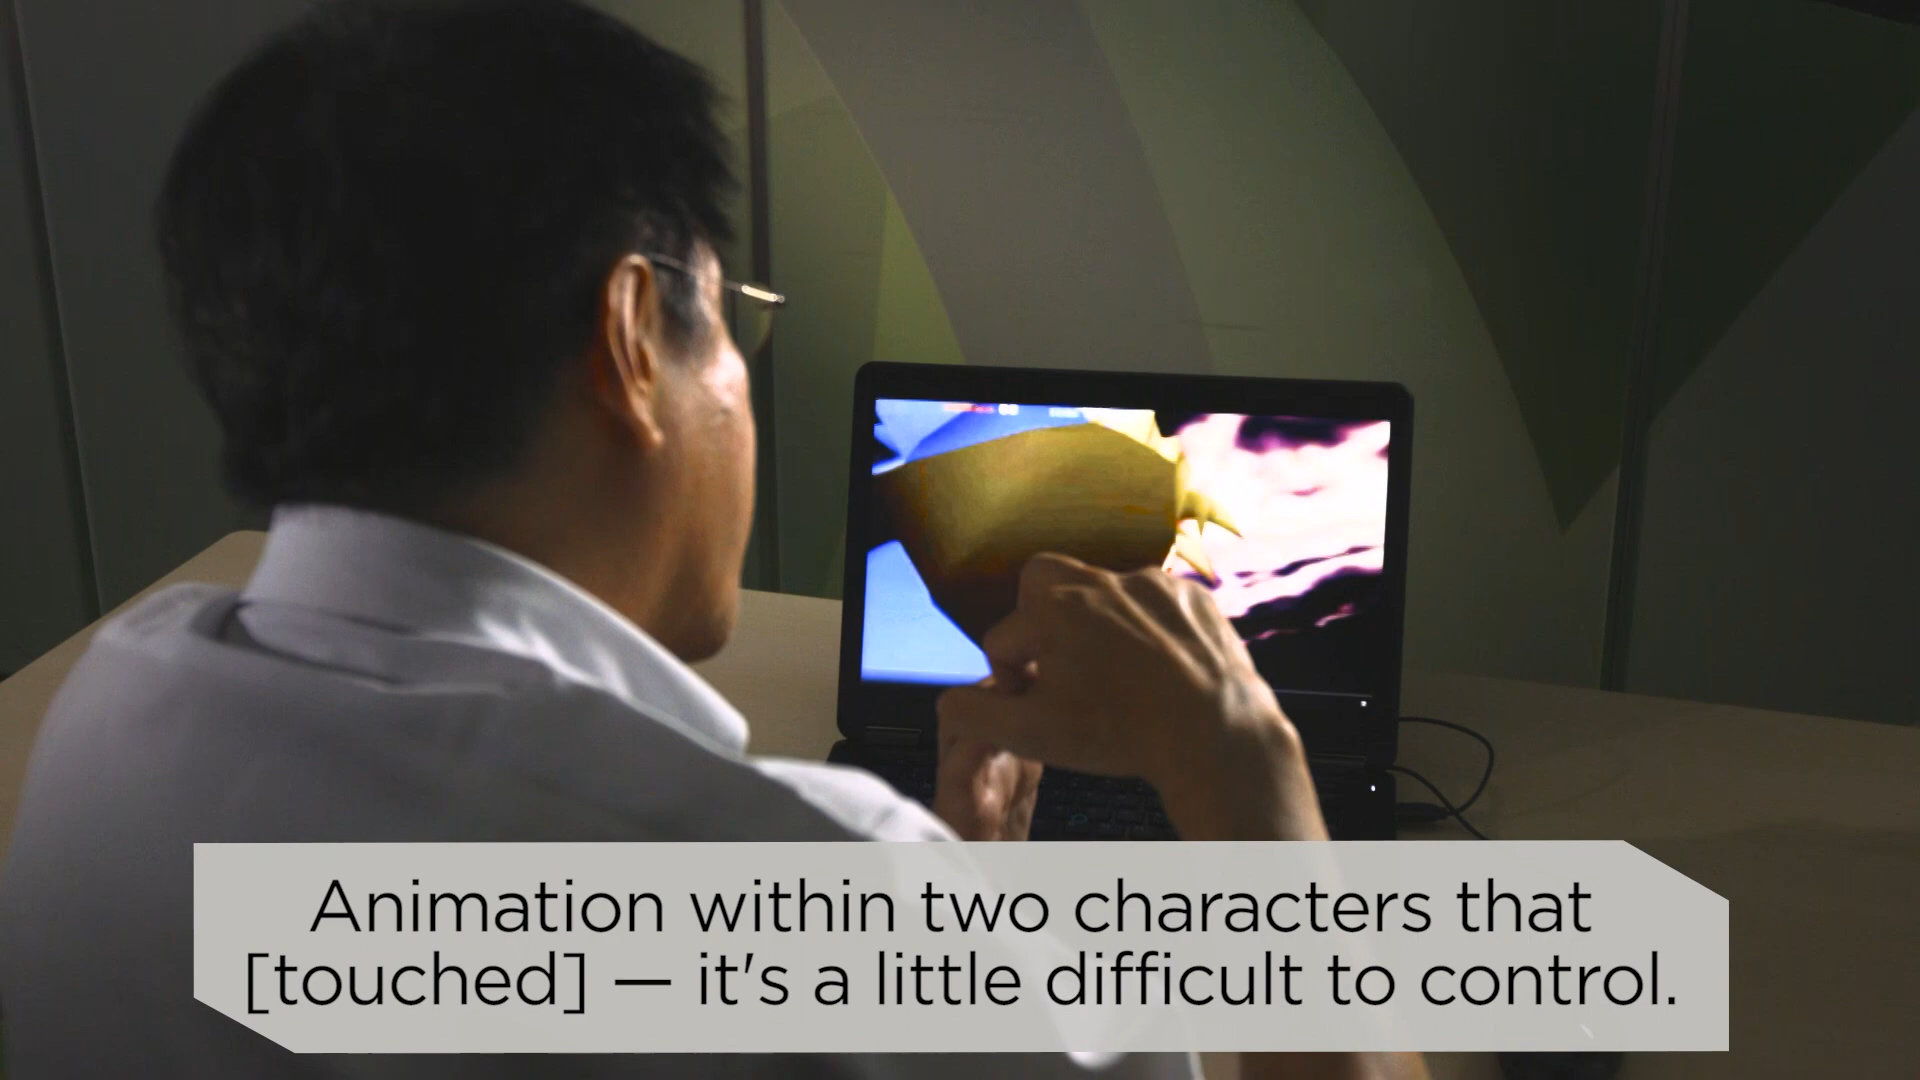 Animation within two characters that
[touched] — it's a little difficult to control.